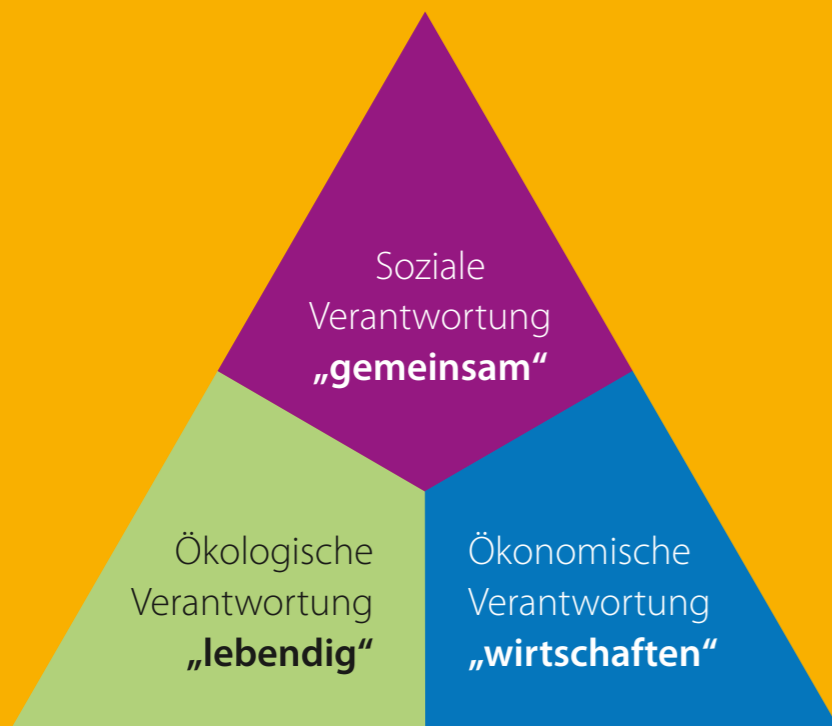 Soziale
Verantwortung
„gemeinsam“
Ökologische
Verantwortung
„lebendig“
Ökonomische
Verantwortung
„wirtschaften“